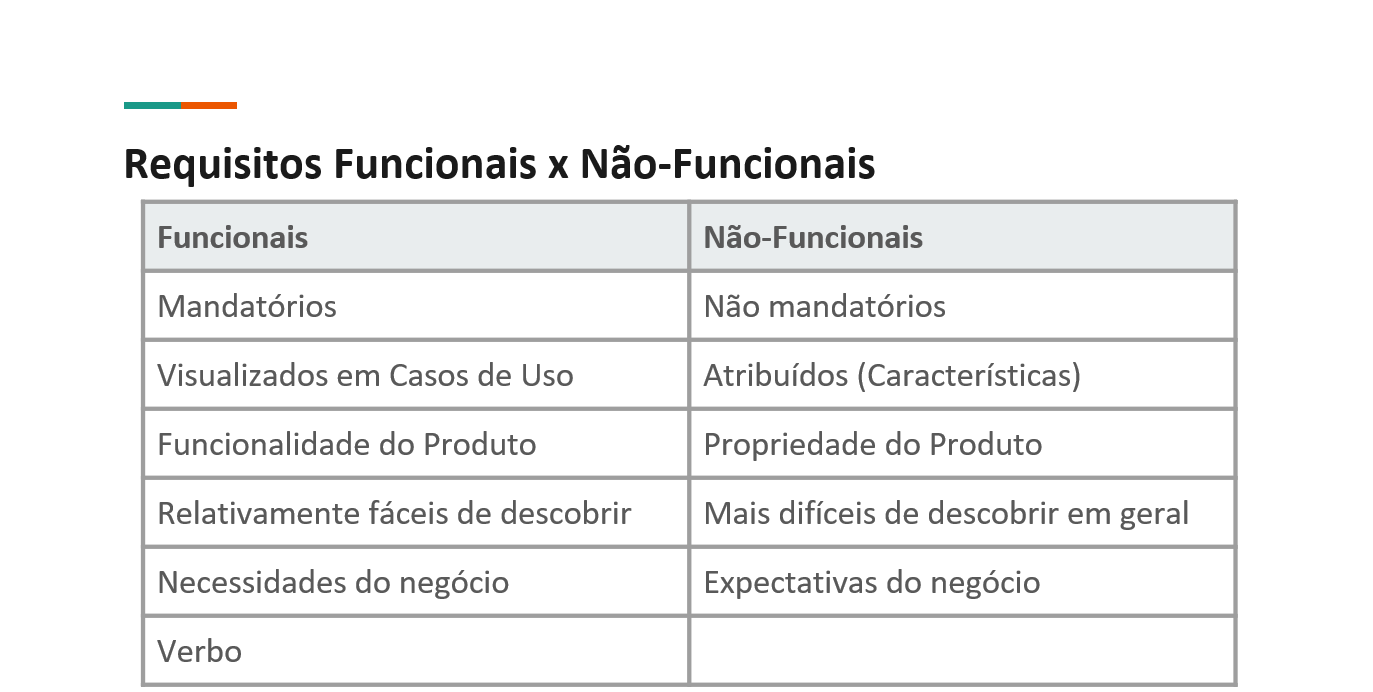 Requisitos Funcionais x Não-Funcionais
Funcionais Não-Funcionais
Mandatórios Não mandatórios
Visualizados em Casos de Uso Atribuídos (Características)
Funcionalidade do Produto Propriedade do Produto
Relativamente fáceis de descobrir Mais difíceis de descobrir em geral
Necessidades do negócio Expectativas do negócio
Verbo